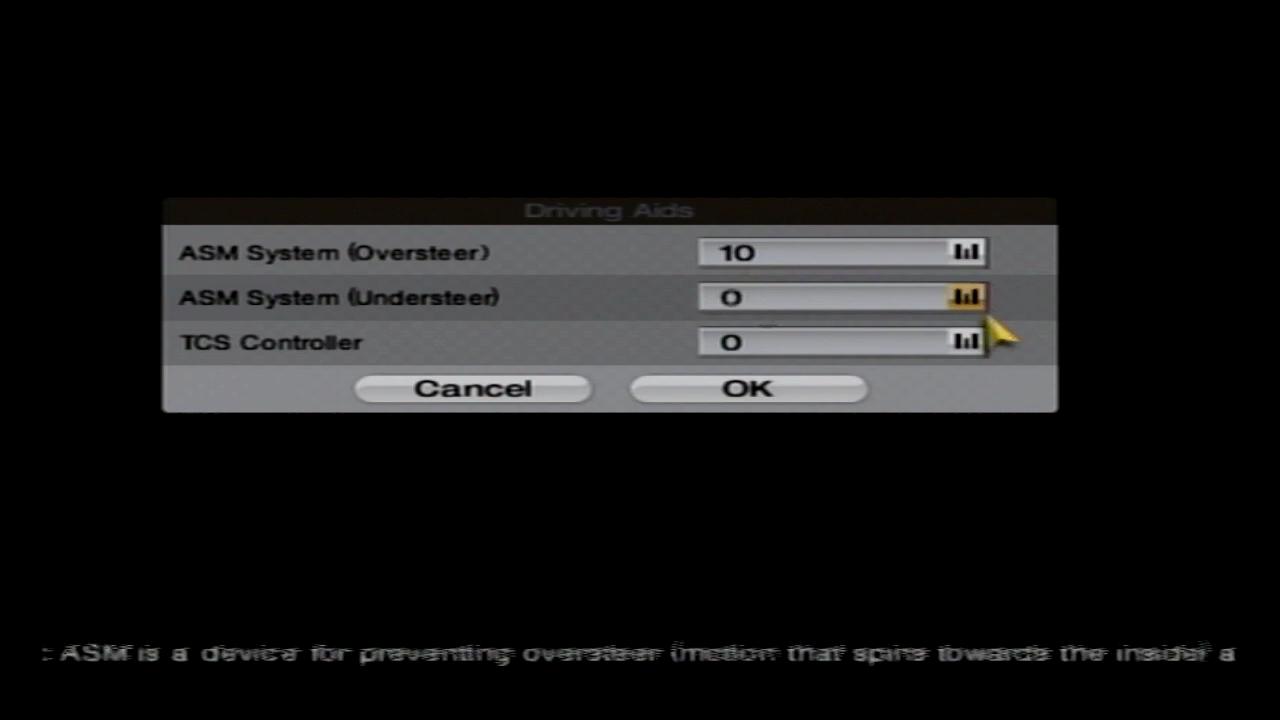 Driving Aids
ASM System (Oversteer)
10
ASM System (Understeer)
0
TCS Controller
0
Cancel
OK
: ASM is a device for preventing oversteer (motion that spins towards the inside) a